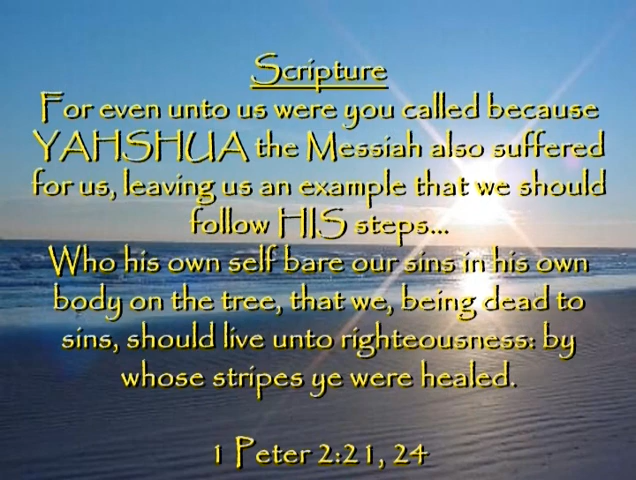 Scripture
For even unto us were you called because
YAHSHUA the Messiah also suffered
for us, leaving us an example that we should
follow HIS steps...
Who his own self bare our sins in his own
body on the tree, that we, being dead to
sins, should live unto righteousness: by
whose stripes ye were healed.
1 Peter 2:21, 24